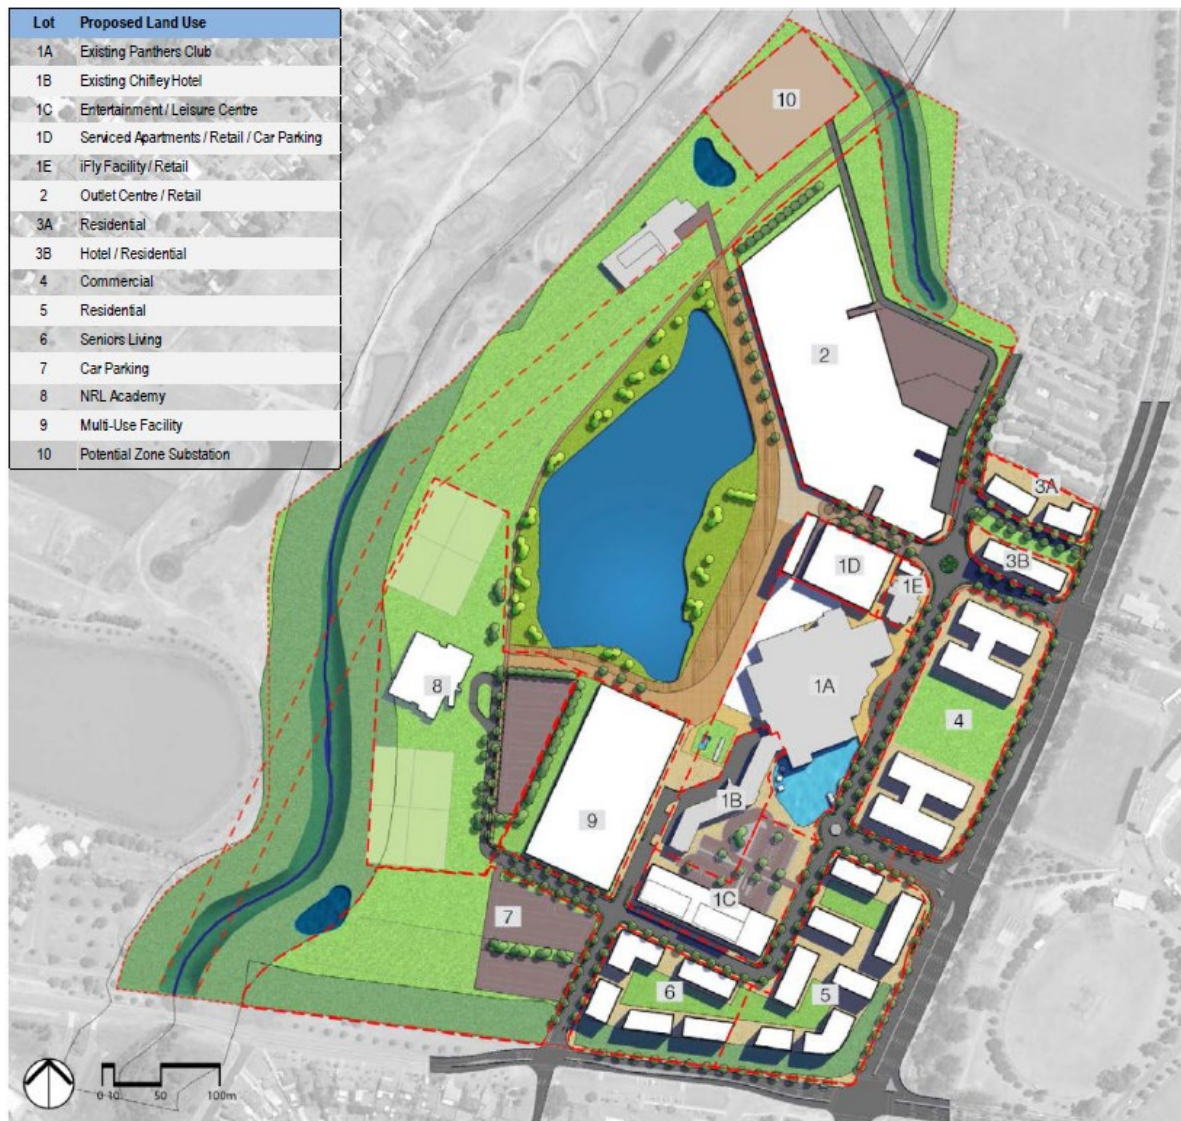 Lot Proposed Land Use
1A Existing Panthers Club
1B Existing Chifley Hotel
1C Entertainment / Leisure Centre
1D Serviced Apartments / Retail / Car Parking
1E iFly Facility / Retail
2 Outlet Centre / Retail
3A Residential
3B Hotel / Residential
4 Commercial
5 Residential
6 Seniors Living
7 Car Parking
8 NRL Academy
9 Multi-Use Facility
10 Potential Zone Substation
10
2
3A
3B
1D
1E
1A
8
4
1B
9
1C
7
6
5
0 10 50 100m